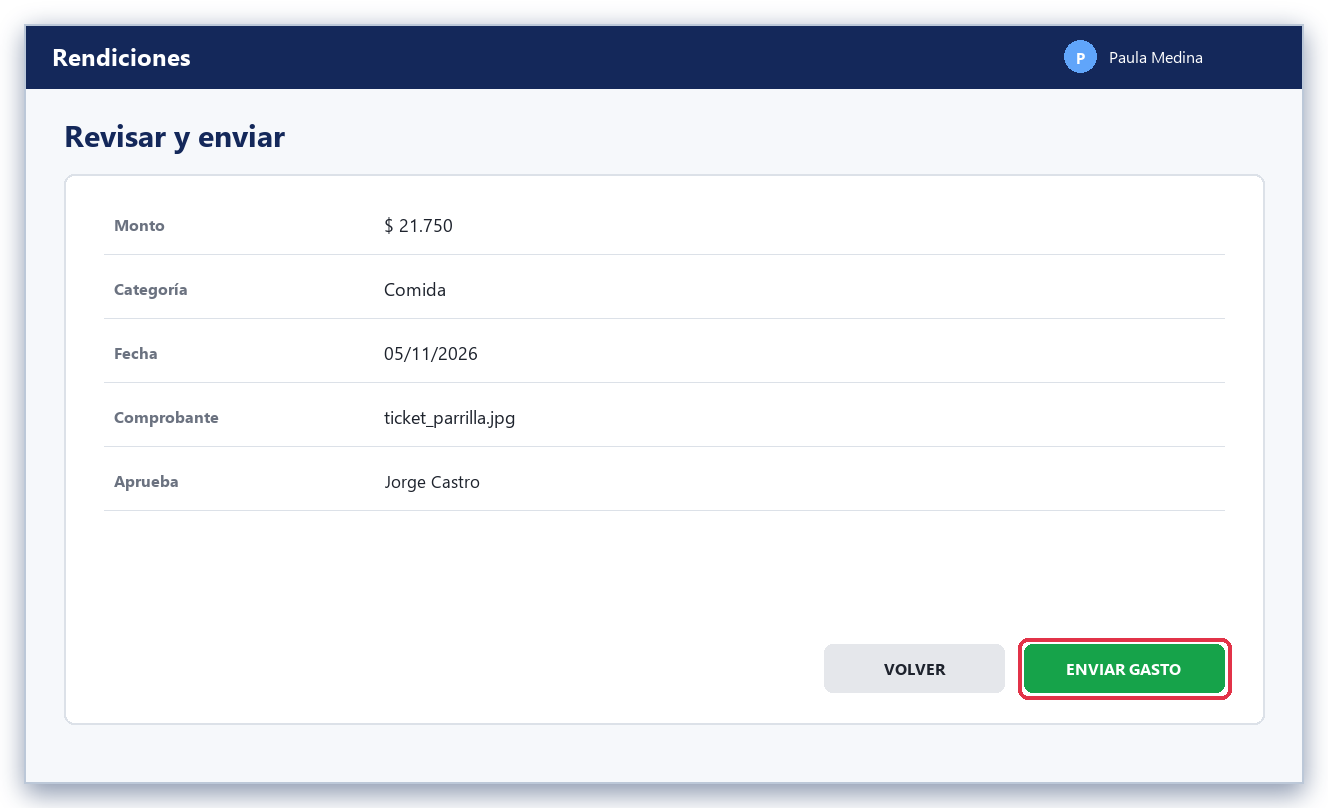 Rendiciones
P Paula Medina
Revisar y enviar
Monto $ 21.750
Categoría Comida
Fecha 05/11/2026
Comprobante ticket_parrilla.jpg
Aprueba Jorge Castro
VOLVER ENVIAR GASTO